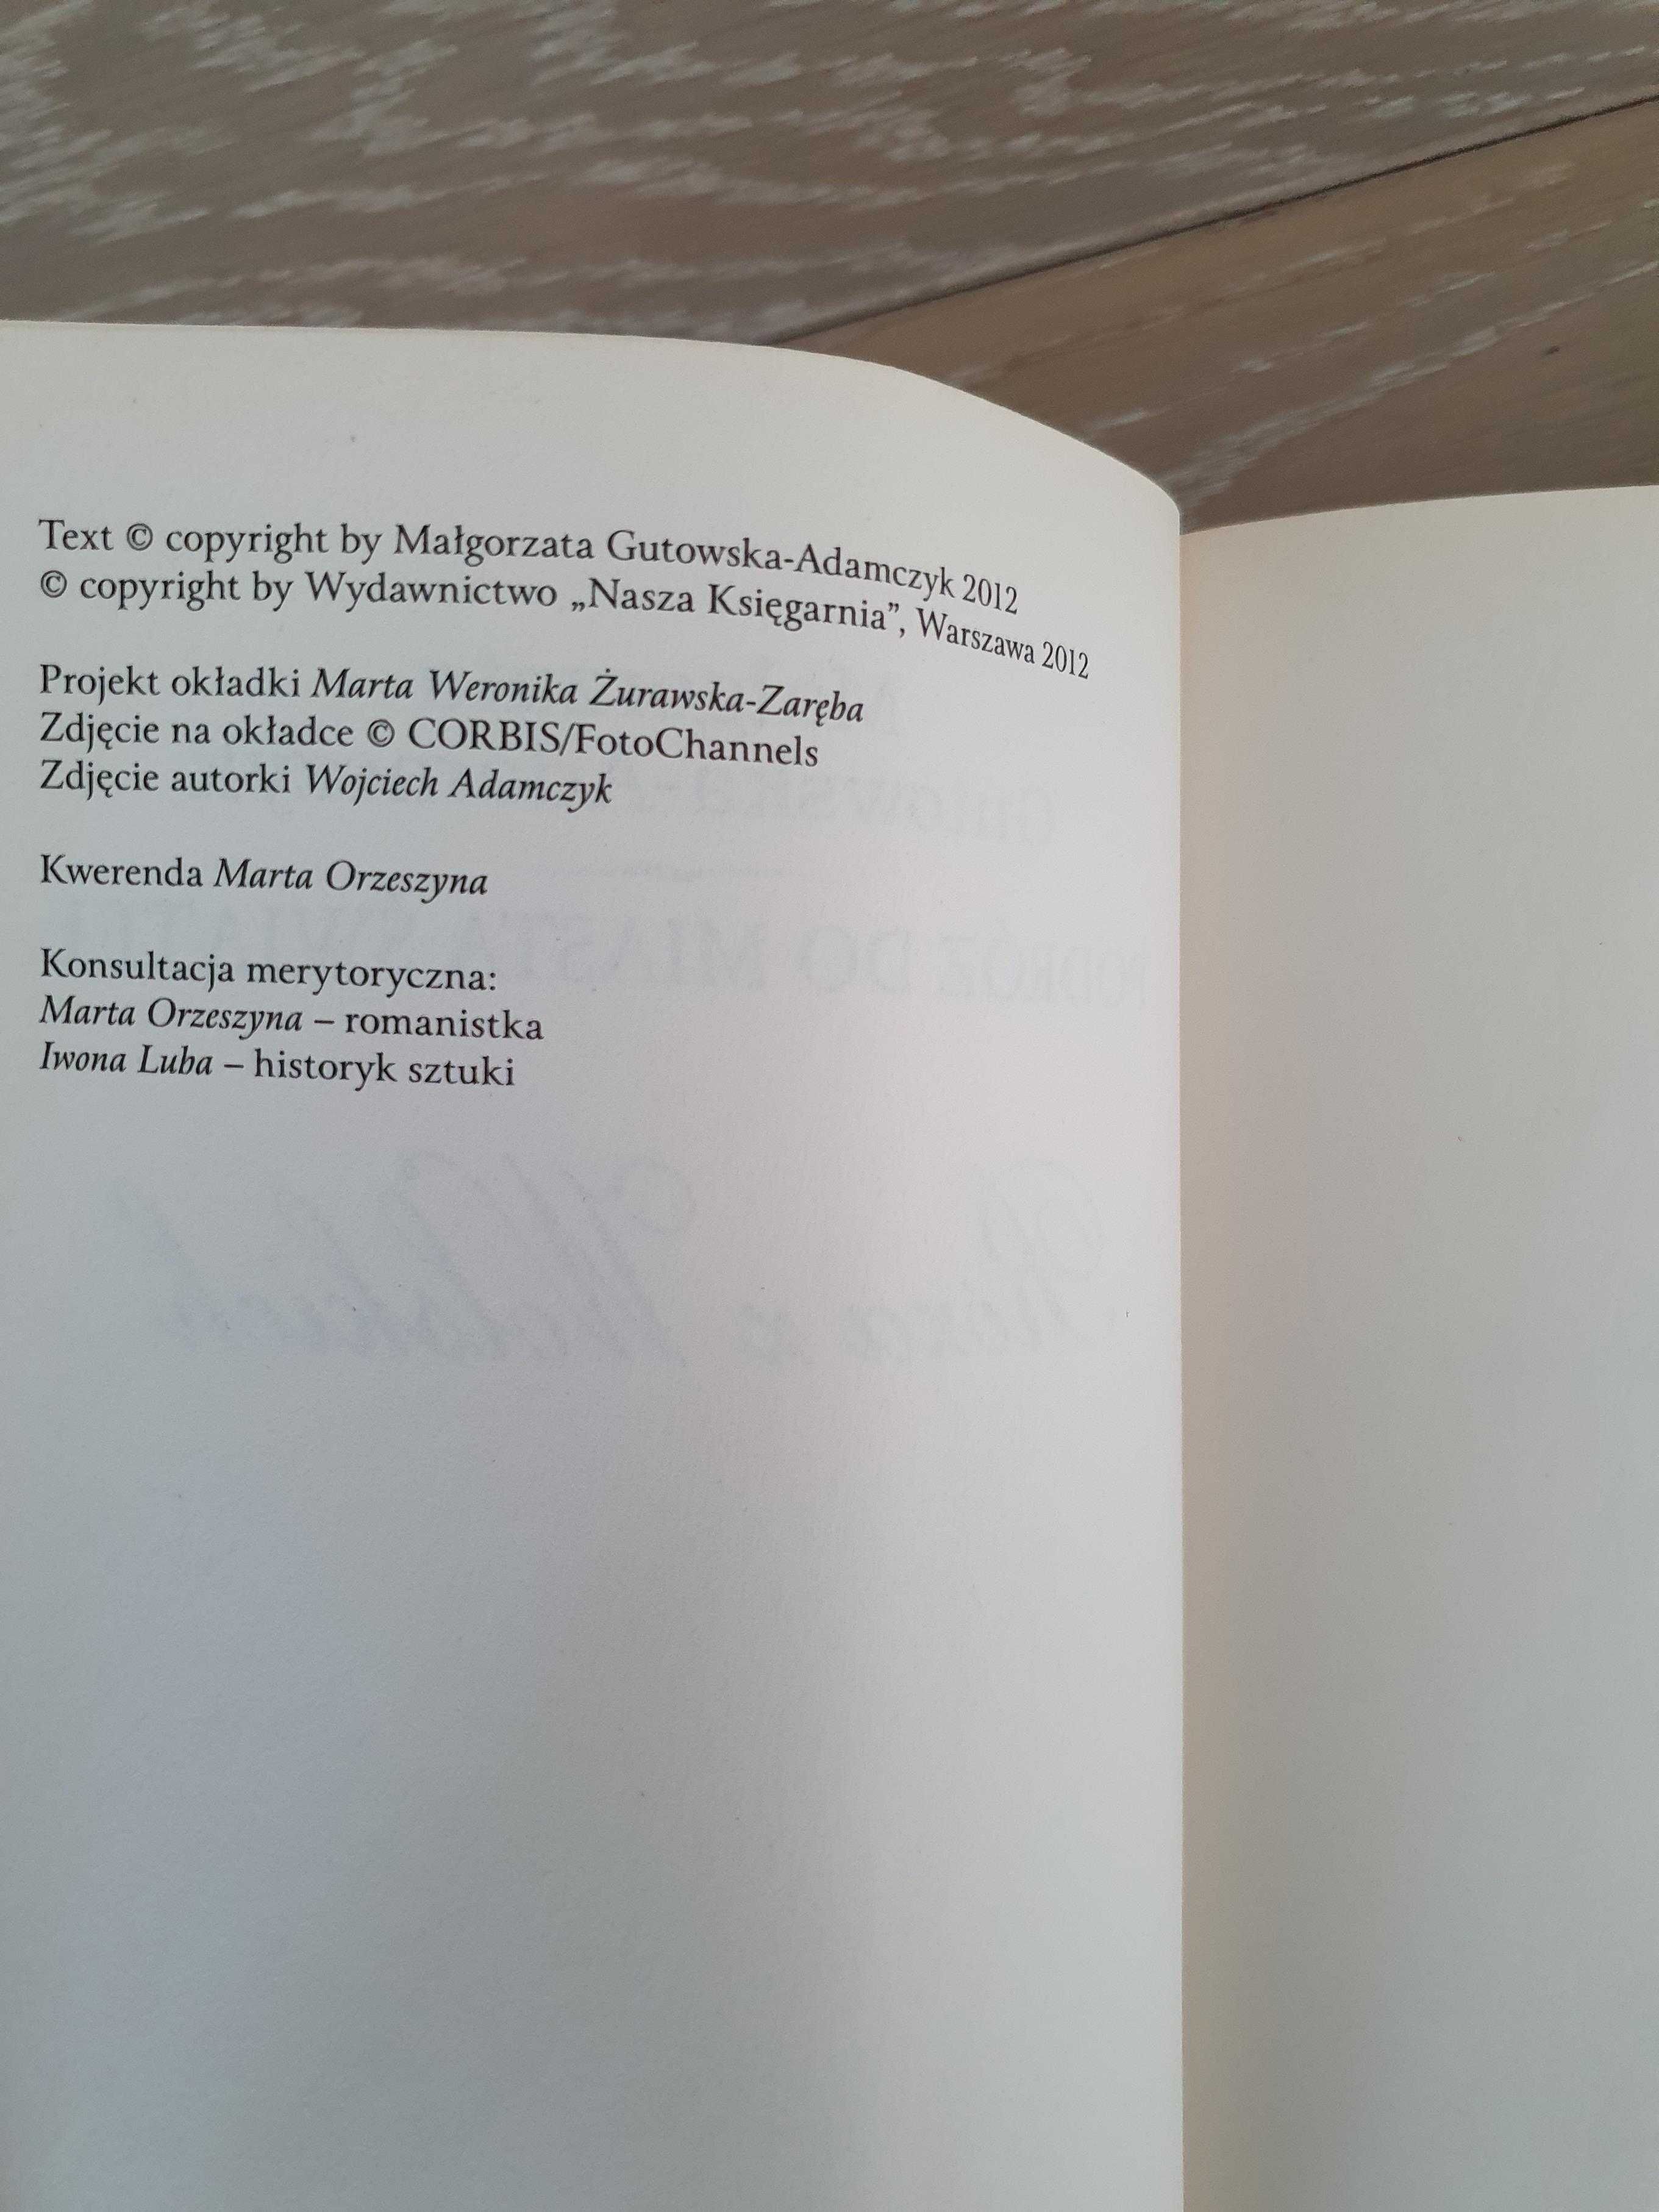 Text © copyright by Małgorzata Gutowska-Adamczyk 2012
© copyright by Wydawnictwo „Nasza Księgarnia”, Warszawa 2012
Projekt okładki Marta Weronika Żurawska-Zaręba
Zdjęcie na okładce © CORBIS/FotoChannels
Zdjęcie autorki Wojciech Adamczyk
Kwerenda Marta Orzeszyna
Konsultacja merytoryczna:
Marta Orzeszyna – romanistka
Iwona Luba – historyk sztuki